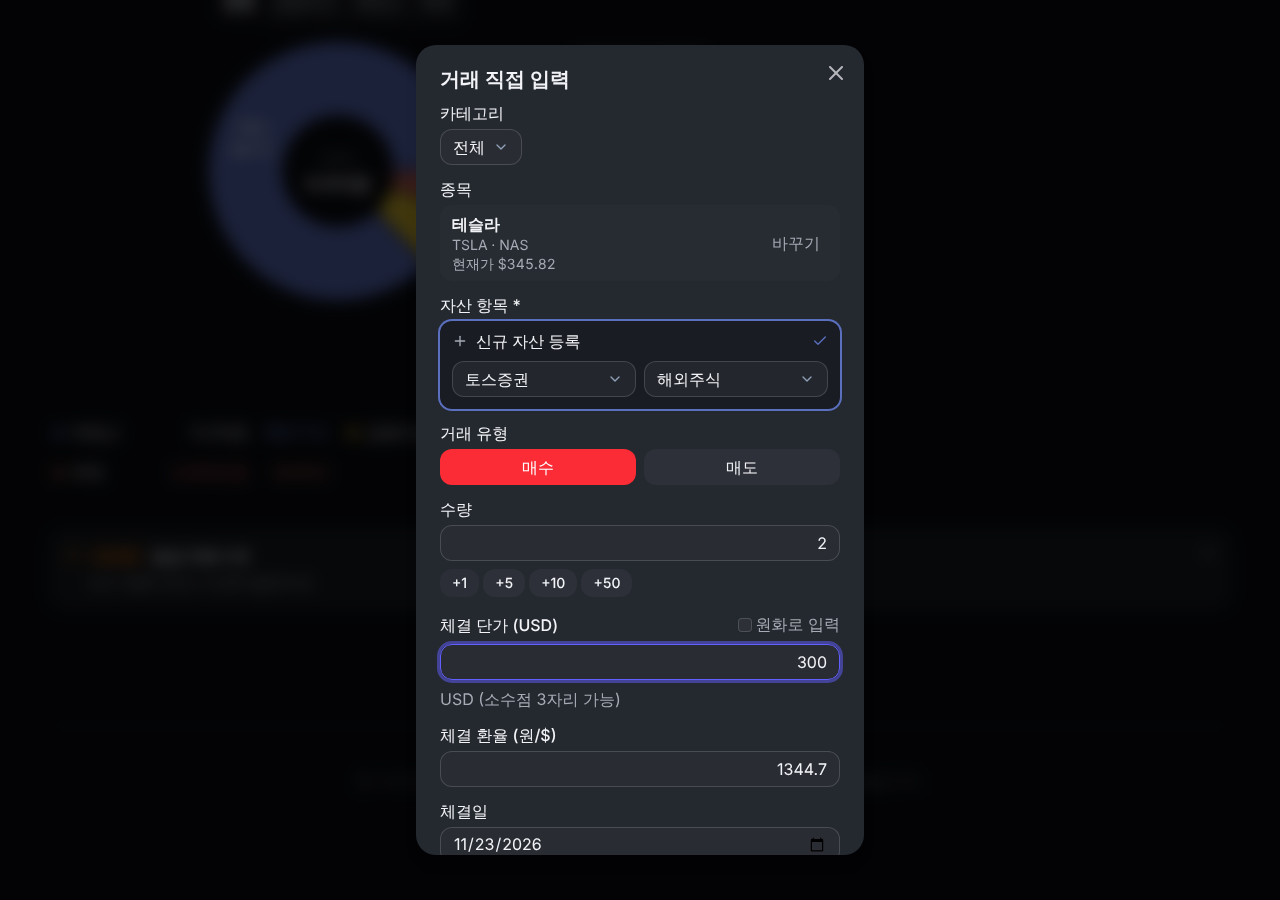 거래 직접 입력
카테고리
전체
종목
테슬라
TSLA · NAS
현재가 $345.82
바꾸기
자산 항목 *
+ 신규 자산 등록
토스증권 해외주식
거래 유형
매수 매도
수량
2
+1 +5 +10 +50
체결 단가 (USD) 원화로 입력
300
USD (소수점 3자리 가능)
체결 환율 (원/$)
1344.7
체결일
11/23/2026